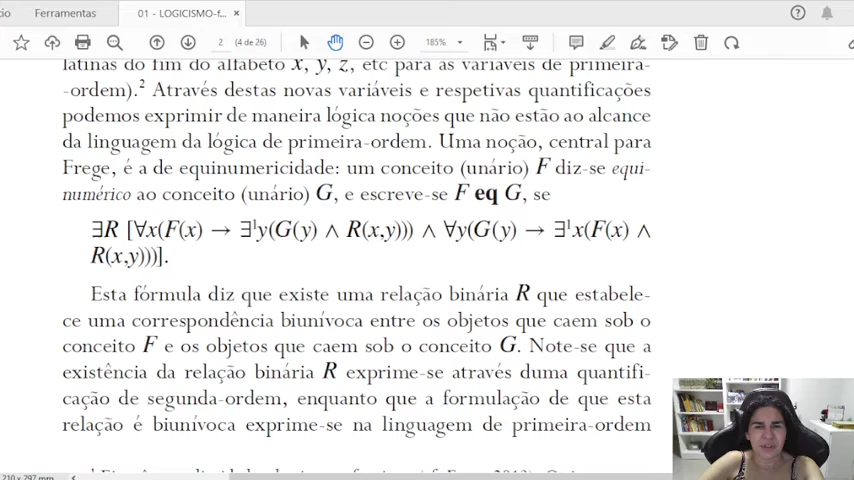 Ferramentas
01 - LOGICISMO-f... ×
2 (4 de 26) 185%
latinas do fim do alfabeto x, y, z, etc para as variáveis de primeira-
-ordem).² Através destas novas variáveis e respetivas quantificações
podemos exprimir de maneira lógica noções que não estão ao alcance
da linguagem da lógica de primeira-ordem. Uma noção, central para
Frege, é a de equinumericidade: um conceito (unário) F diz-se equi-
numérico ao conceito (unário) G, e escreve-se F eq G, se
∃R [∀x(F(x) → ∃¹y(G(y) ∧ R(x,y))) ∧ ∀y(G(y) → ∃¹x(F(x) ∧
R(x,y)))].
Esta fórmula diz que existe uma relação binária R que estabele-
ce uma correspondência biunívoca entre os objetos que caem sob o
conceito F e os objetos que caem sob o conceito G. Note-se que a
existência da relação binária R exprime-se através duma quantifi-
cação de segunda-ordem, enquanto que a formulação de que esta
relação é biunívoca exprime-se na linguagem de primeira-ordem
210 x 297 mm